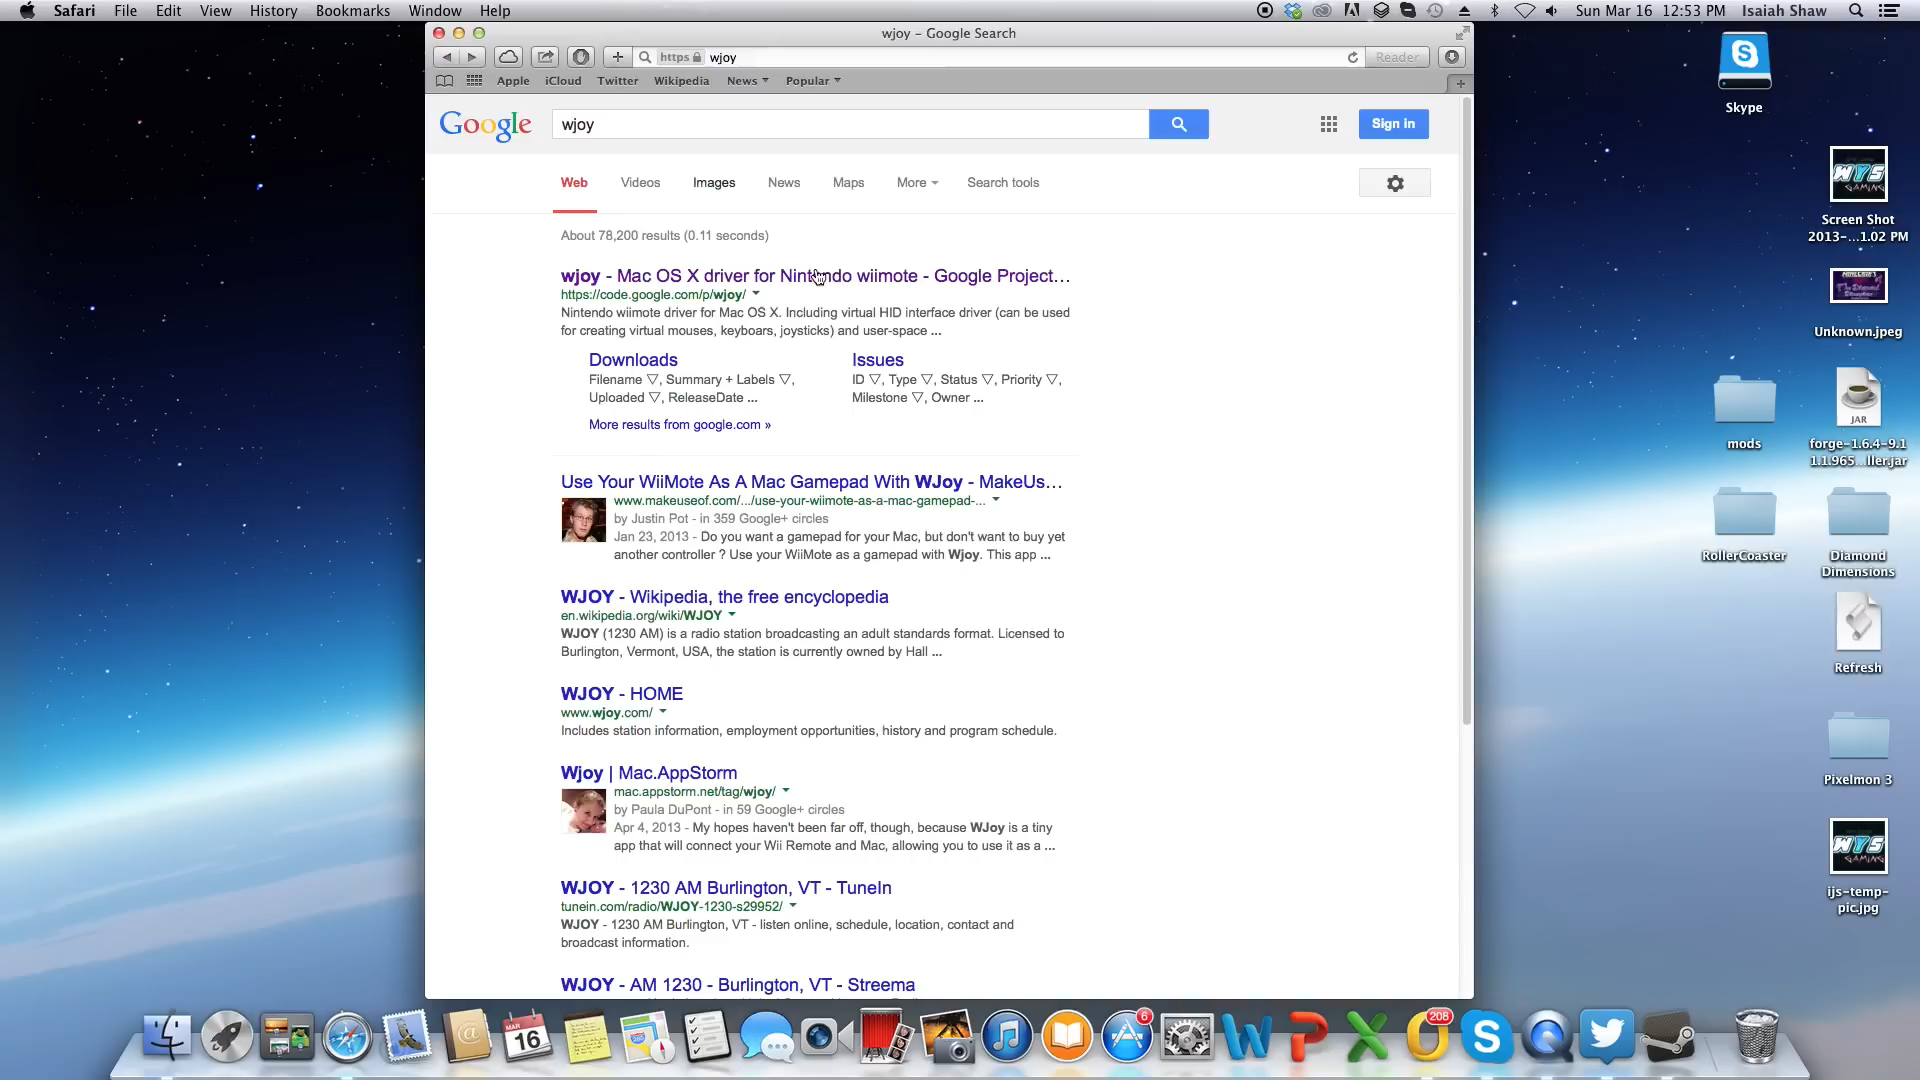 Safari File Edit View History Bookmarks Window Help
Sun Mar 16 12:53 PM Isaiah Shaw
wjoy – Google Search
https wjoy
Reader
Apple iCloud Twitter Wikipedia News Popular
Google
wjoy
Sign in
Web Videos Images News Maps More Search tools
About 78,200 results (0.11 seconds)
wjoy - Mac OS X driver for Nintendo wiimote - Google Project...
https://code.google.com/p/wjoy/
Nintendo wiimote driver for Mac OS X. Including virtual HID interface driver (can be used
for creating virtual mouses, keyboars, joysticks) and user-space ...
Downloads
Filename ▽, Summary + Labels ▽,
Uploaded ▽, ReleaseDate ...
Issues
ID ▽, Type ▽, Status ▽, Priority ▽,
Milestone ▽, Owner ...
More results from google.com »
Use Your WiiMote As A Mac Gamepad With WJoy - MakeUs...
www.makeuseof.com/.../use-your-wiimote-as-a-mac-gamepad-...
by Justin Pot - in 359 Google+ circles
Jan 23, 2013 - Do you want a gamepad for your Mac, but don't want to buy yet
another controller ? Use your WiiMote as a gamepad with Wjoy. This app ...
WJOY - Wikipedia, the free encyclopedia
en.wikipedia.org/wiki/WJOY
WJOY (1230 AM) is a radio station broadcasting an adult standards format. Licensed to
Burlington, Vermont, USA, the station is currently owned by Hall ...
WJOY - HOME
www.wjoy.com/
Includes station information, employment opportunities, history and program schedule.
Wjoy | Mac.AppStorm
mac.appstorm.net/tag/wjoy/
by Paula DuPont - in 59 Google+ circles
Apr 4, 2013 - My hopes haven't been far off, though, because WJoy is a tiny
app that will connect your Wii Remote and Mac, allowing you to use it as a ...
WJOY - 1230 AM Burlington, VT - TuneIn
tunein.com/radio/WJOY-1230-s29952/
WJOY - 1230 AM Burlington, VT - listen online, schedule, location, contact and
broadcast information.
WJOY - AM 1230 - Burlington, VT - Streema
Skype
WYS
GAMING
Screen Shot
2013-...1.02 PM
Unknown.jpeg
mods
JAR
forge-1.6.4-9.1
1.1.965...ller.jar
RollerCoaster
Diamond
Dimensions
Refresh
Pixelmon 3
WYS
GAMING
ijs-temp-
pic.jpg
MAR
16
6
208